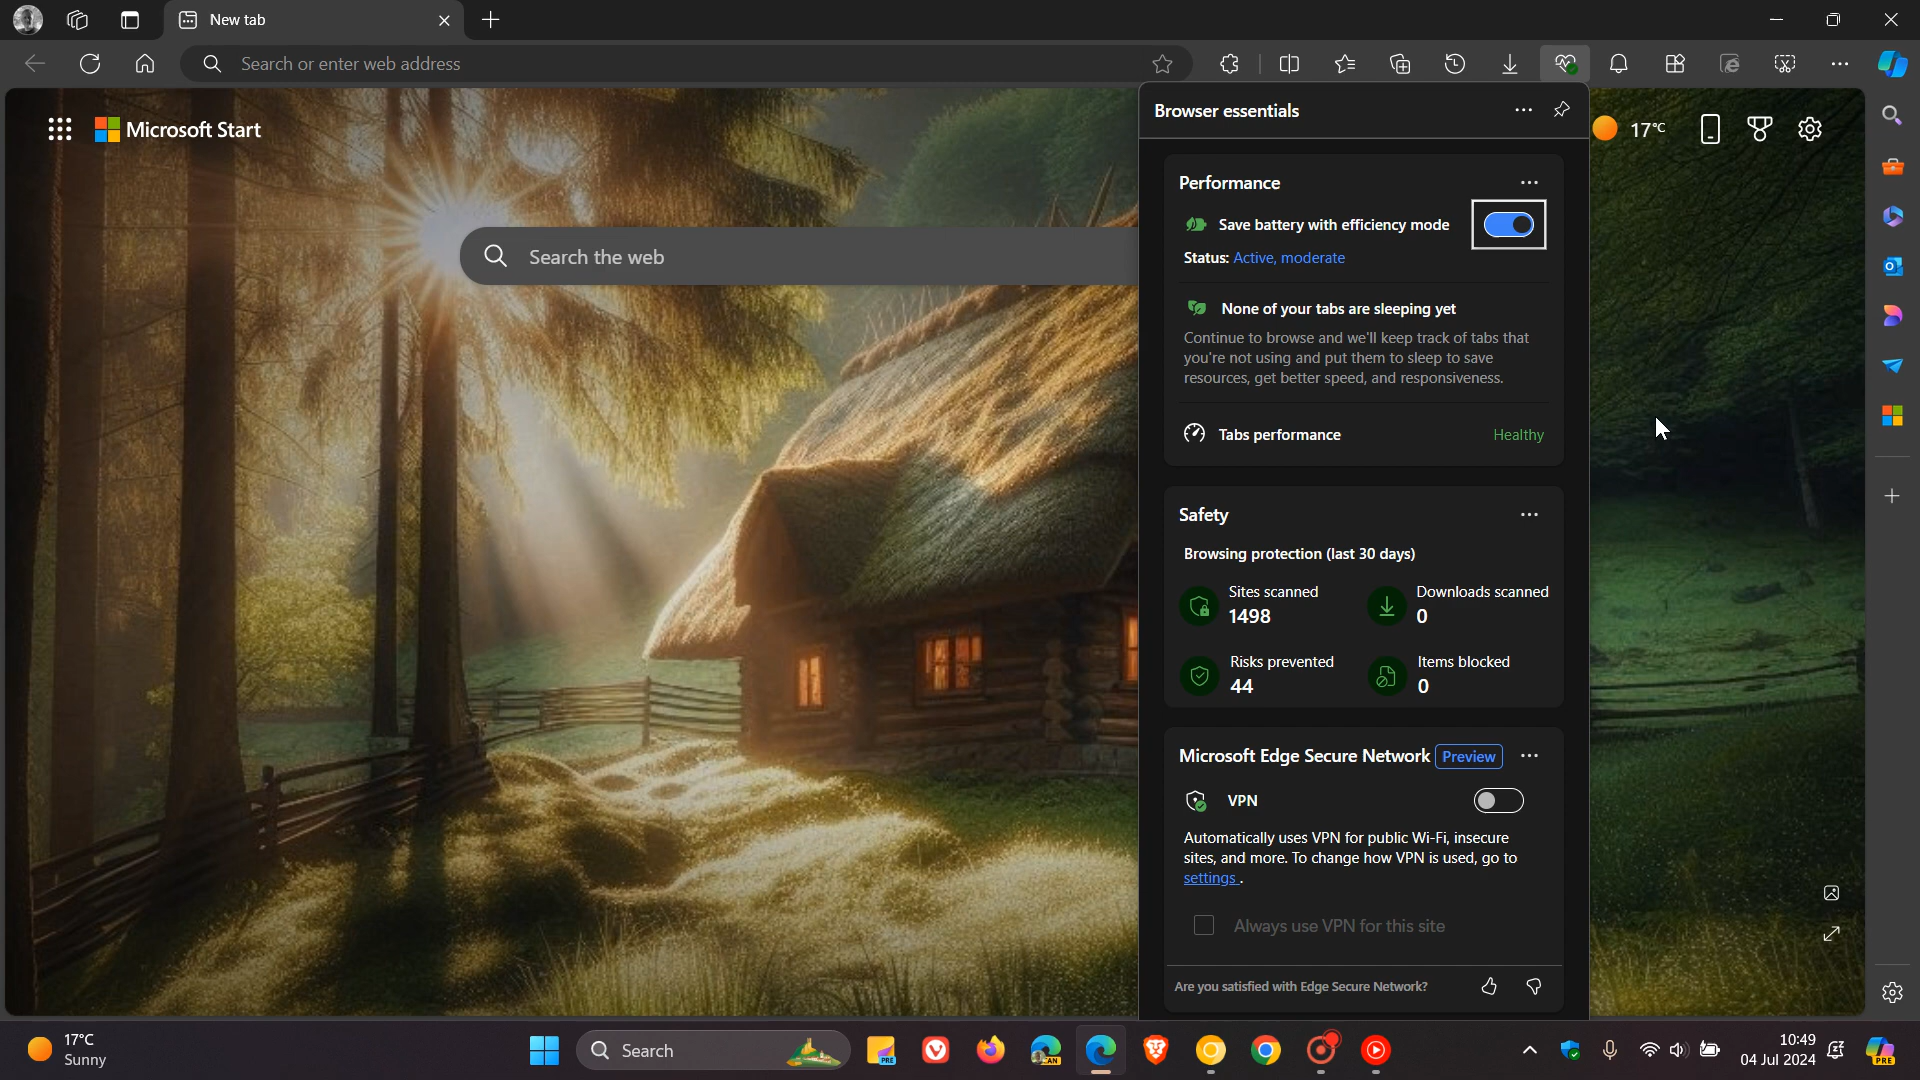 New tab
Search or enter web address
Microsoft Start
17°C
Search the web
Browser essentials
Performance
Save battery with efficiency mode
Status: Active, moderate
None of your tabs are sleeping yet
Continue to browse and we'll keep track of tabs that
you're not using and put them to sleep to save
resources, get better speed, and responsiveness.
Tabs performance
Healthy
Safety
Browsing protection (last 30 days)
Sites scanned
1498
Downloads scanned
0
Risks prevented
44
Items blocked
0
Microsoft Edge Secure Network Preview
VPN
Automatically uses VPN for public Wi-Fi, insecure
sites, and more. To change how VPN is used, go to
settings .
Always use VPN for this site
Are you satisfied with Edge Secure Network?
17°C
Sunny
Search
PRE
CAN
10:49
04 Jul 2024
PRE